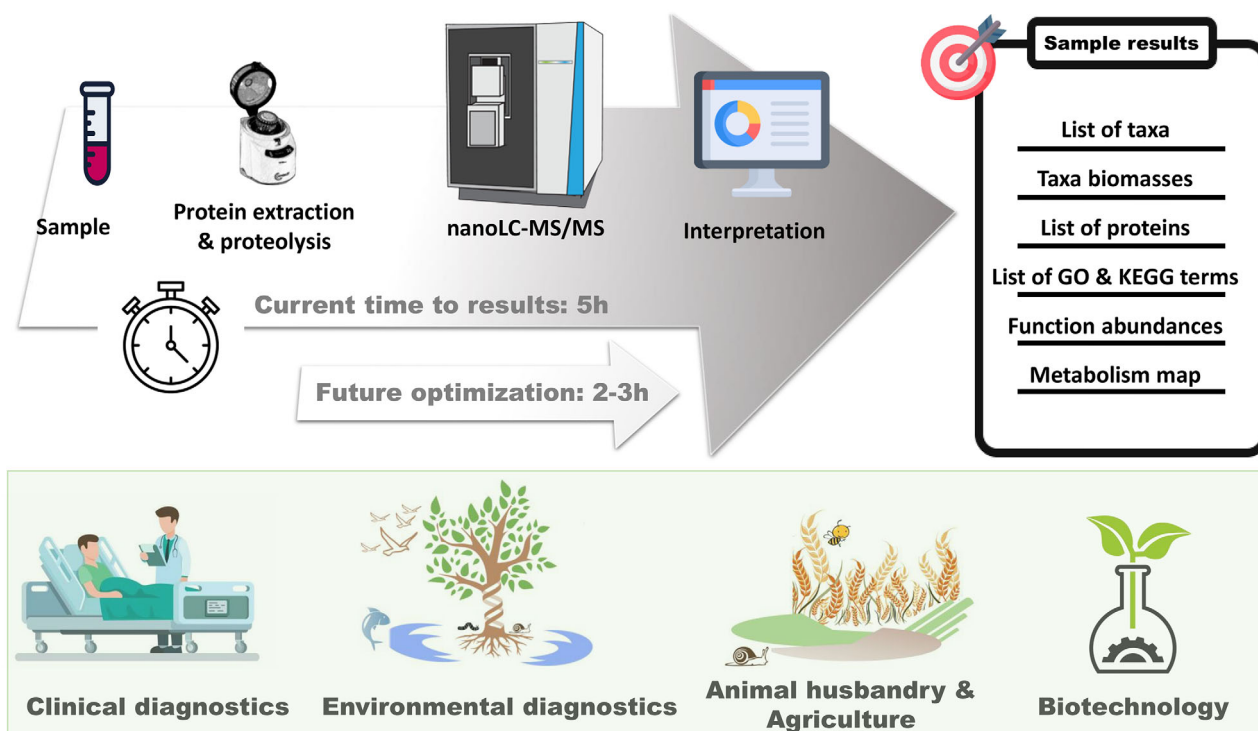 Sample results
Sample
Protein extraction
& proteolysis
nanoLC-MS/MS
Interpretation
Current time to results: 5h
Future optimization: 2-3h
List of taxa
Taxa biomasses
List of proteins
List of GO & KEGG terms
Function abundances
Metabolism map
Clinical diagnostics
Environmental diagnostics
Animal husbandry &
Agriculture
Biotechnology